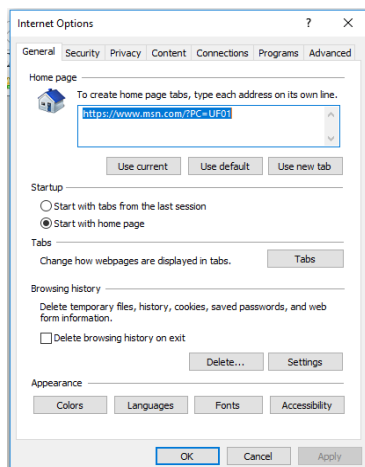 Internet Options ? ×
General Security Privacy Content Connections Programs Advanced
Home page
To create home page tabs, type each address on its own line.
https://www.msn.com/?PC=UF01
Use current Use default Use new tab
Startup
Start with tabs from the last session
Start with home page
Tabs
Change how webpages are displayed in tabs. Tabs
Browsing history
Delete temporary files, history, cookies, saved passwords, and web
form information.
Delete browsing history on exit
Delete... Settings
Appearance
Colors Languages Fonts Accessibility
OK Cancel Apply